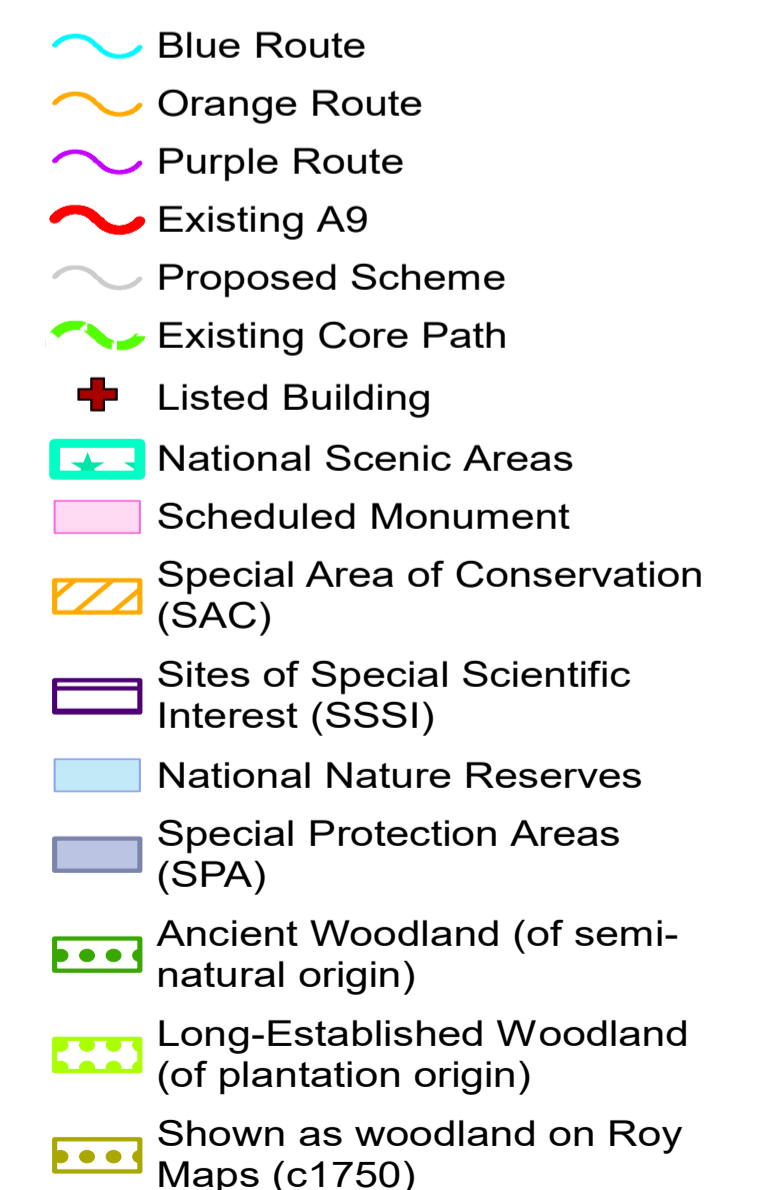 Blue Route
Orange Route
Purple Route
Existing A9
Proposed Scheme
Existing Core Path
Listed Building
National Scenic Areas
Scheduled Monument
Special Area of Conservation
(SAC)
Sites of Special Scientific
Interest (SSSI)
National Nature Reserves
Special Protection Areas
(SPA)
Ancient Woodland (of semi-
natural origin)
Long-Established Woodland
(of plantation origin)
Shown as woodland on Roy
Maps (c1750)